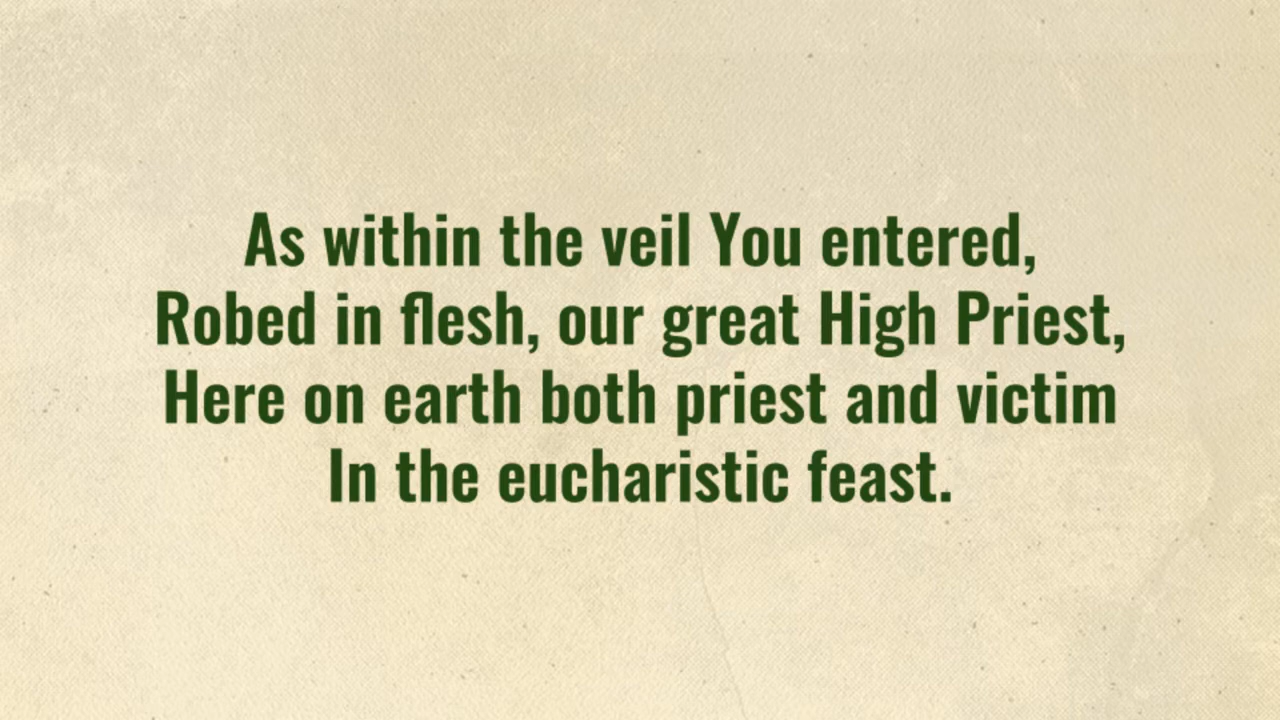 As within the veil You entered,
Robed in flesh, our great High Priest,
Here on earth both priest and victim
In the eucharistic feast.